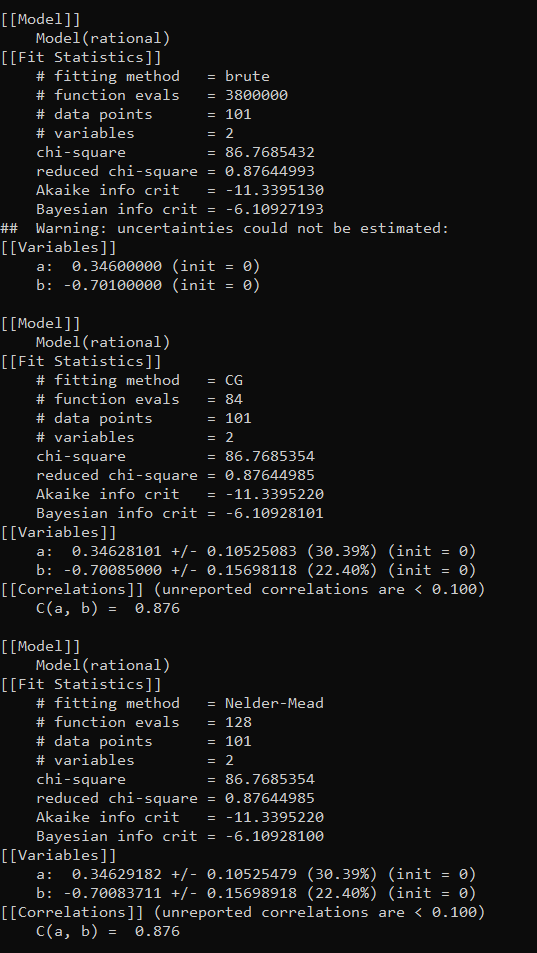 [[Model]]
    Model(rational)
[[Fit Statistics]]
    # fitting method   = brute
    # function evals   = 3800000
    # data points      = 101
    # variables        = 2
    chi-square         = 86.7685432
    reduced chi-square = 0.87644993
    Akaike info crit   = -11.3395130
    Bayesian info crit = -6.10927193
##  Warning: uncertainties could not be estimated:
[[Variables]]
    a:  0.34600000 (init = 0)
    b: -0.70100000 (init = 0)
[[Model]]
    Model(rational)
[[Fit Statistics]]
    # fitting method   = CG
    # function evals   = 84
    # data points      = 101
    # variables        = 2
    chi-square         = 86.7685354
    reduced chi-square = 0.87644985
    Akaike info crit   = -11.3395220
    Bayesian info crit = -6.10928101
[[Variables]]
    a:  0.34628101 +/- 0.10525083 (30.39%) (init = 0)
    b: -0.70085000 +/- 0.15698118 (22.40%) (init = 0)
[[Correlations]] (unreported correlations are < 0.100)
    C(a, b) =  0.876
[[Model]]
    Model(rational)
[[Fit Statistics]]
    # fitting method   = Nelder-Mead
    # function evals   = 128
    # data points      = 101
    # variables        = 2
    chi-square         = 86.7685354
    reduced chi-square = 0.87644985
    Akaike info crit   = -11.3395220
    Bayesian info crit = -6.10928100
[[Variables]]
    a:  0.34629182 +/- 0.10525479 (30.39%) (init = 0)
    b: -0.70083711 +/- 0.15698918 (22.40%) (init = 0)
[[Correlations]] (unreported correlations are < 0.100)
    C(a, b) =  0.876